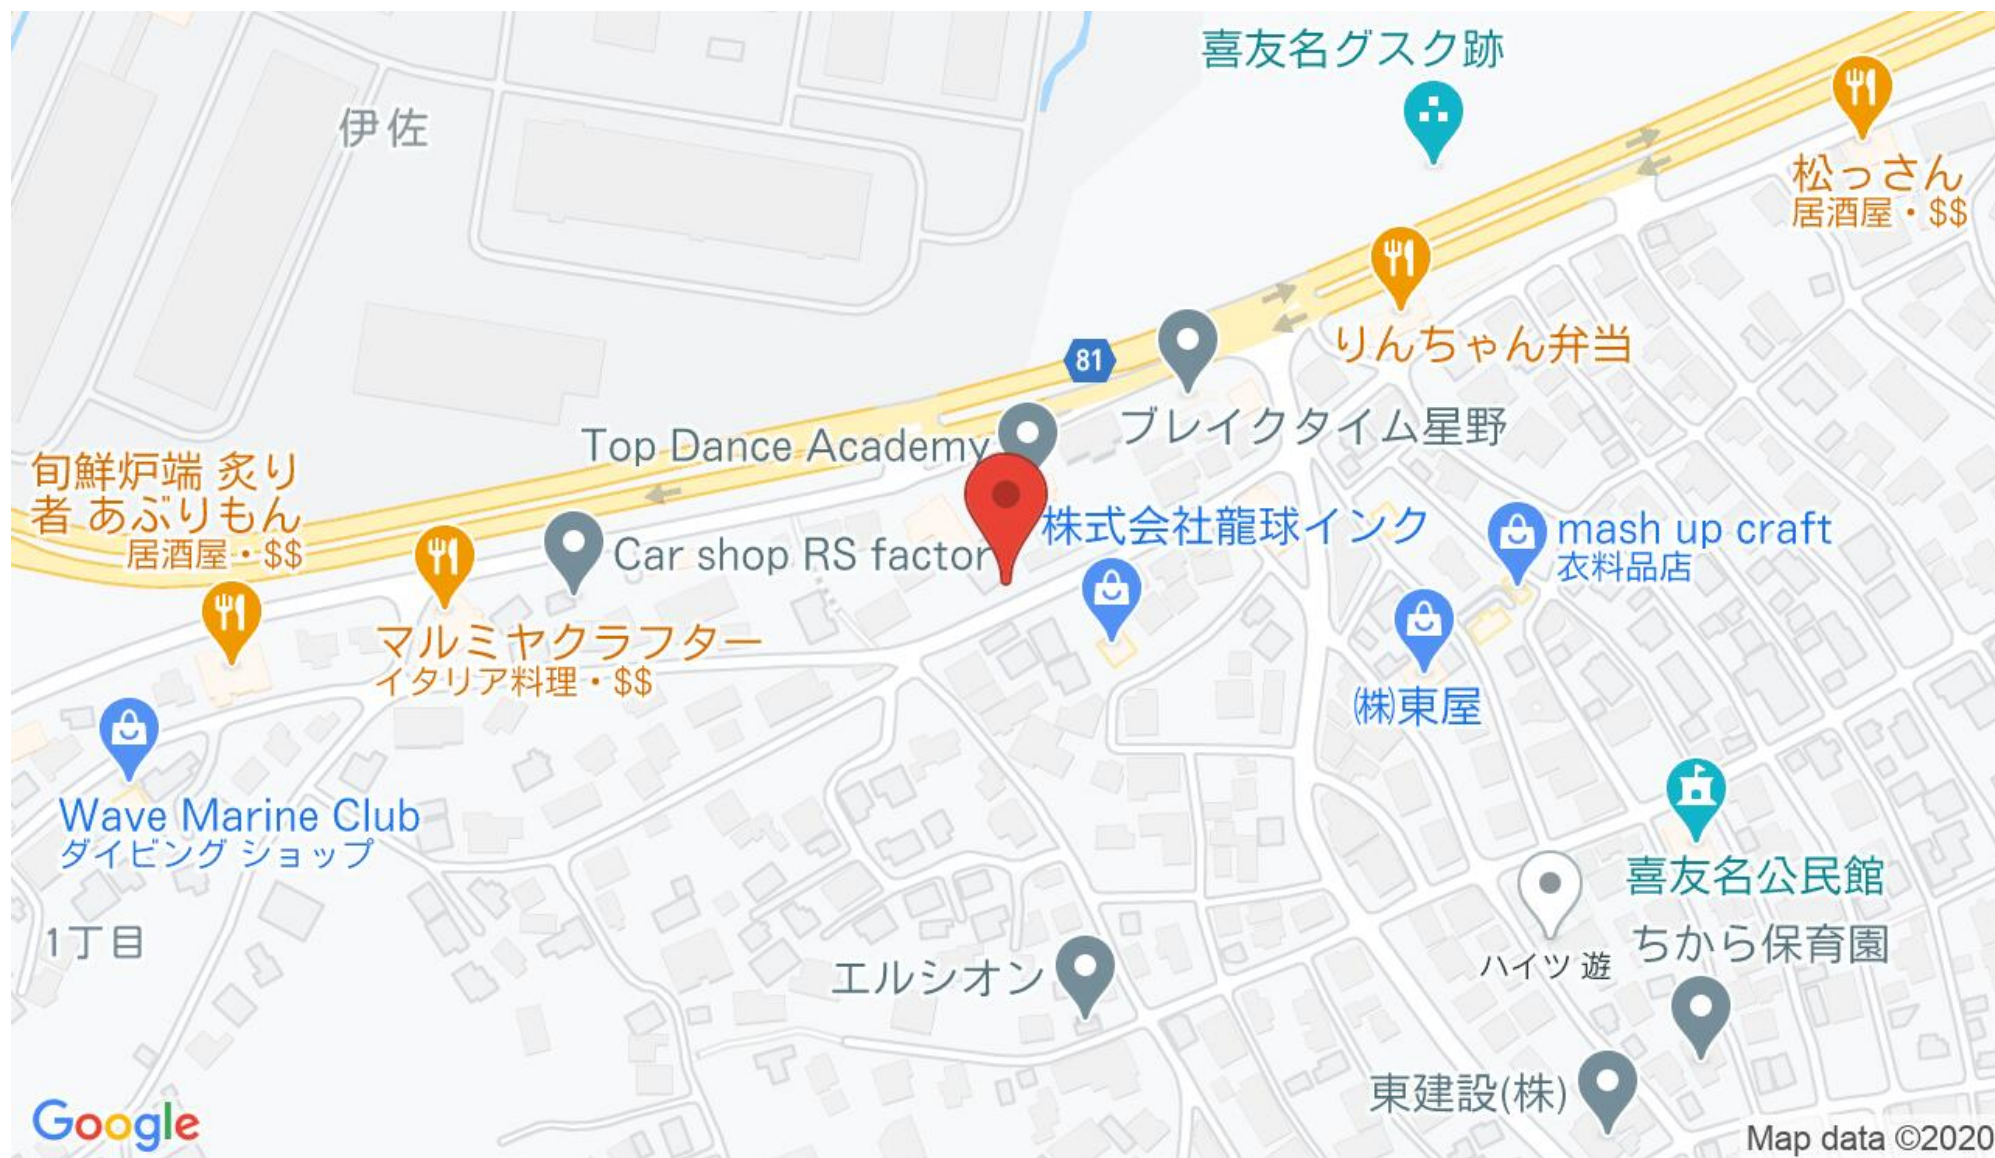 喜友名グスク跡
伊佐
松っさん
居酒屋・$$
りんちゃん弁当
81
ブレイクタイム星野
Top Dance Academy
旬鮮炉端 炙り
者 あぶりもん
居酒屋・$$
株式会社龍球インク
mash up craft
衣料品店
Car shop RS factor
マルミヤクラフター
イタリア料理・$$
㈱東屋
Wave Marine Club
ダイビング ショップ
喜友名公民館
1丁目
ちから保育園
ハイツ 遊
エルシオン
東建設(株)
Google
Map data ©2020